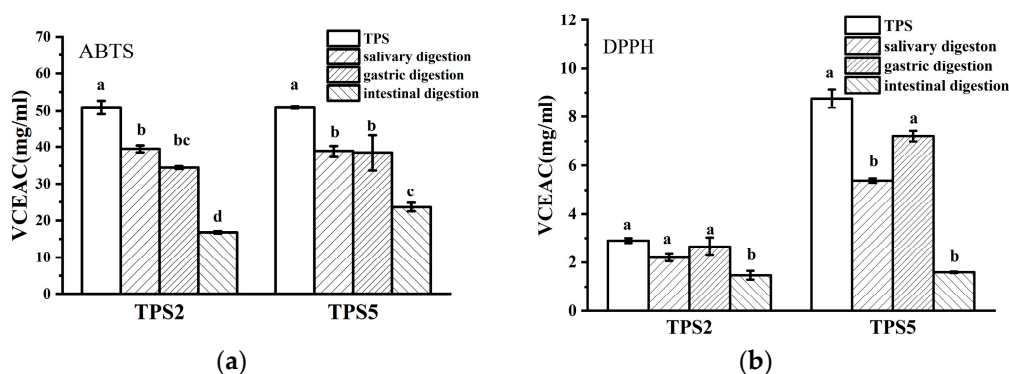 ABTS
TPS
salivary digestion
gastric digestion
intestinal digestion
VCEAC(mg/ml)
70
60
50
40
30
20
10
0
a
b
bc
d
a
b
b
c
TPS2
TPS5
(a)
DPPH
TPS
salivary digeston
gastric digestion
intestinal digestion
VCEAC(mg/ml)
12
10
8
6
4
2
0
a
a
a
b
a
b
a
b
TPS2
TPS5
(b)